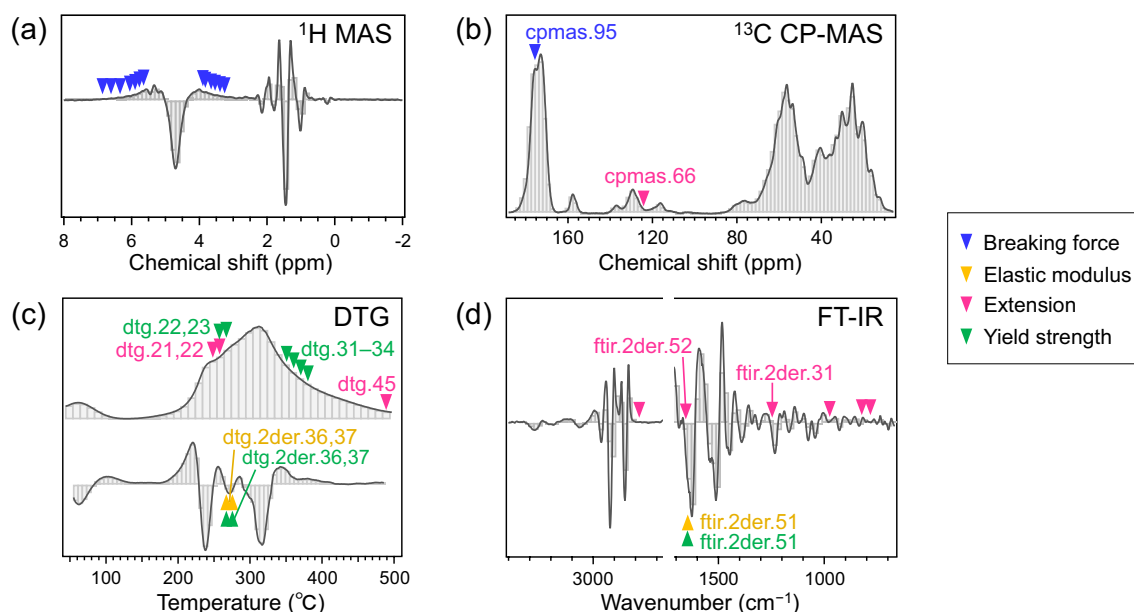 (a)
¹H MAS
8 6 4 2 0 -2
Chemical shift (ppm)
(b)
cpmas.95
¹³C CP-MAS
cpmas.66
160 120 80 40
Chemical shift (ppm)
Breaking force
Elastic modulus
Extension
Yield strength
(c)
DTG
dtg.22,23
dtg.21,22
dtg.31–34
dtg.45
dtg.2der.36,37
dtg.2der.36,37
100 200 300 400 500
Temperature (℃)
(d)
FT-IR
ftir.2der.52
ftir.2der.31
ftir.2der.51
ftir.2der.51
3000 1500 1000
Wavenumber (cm⁻¹)